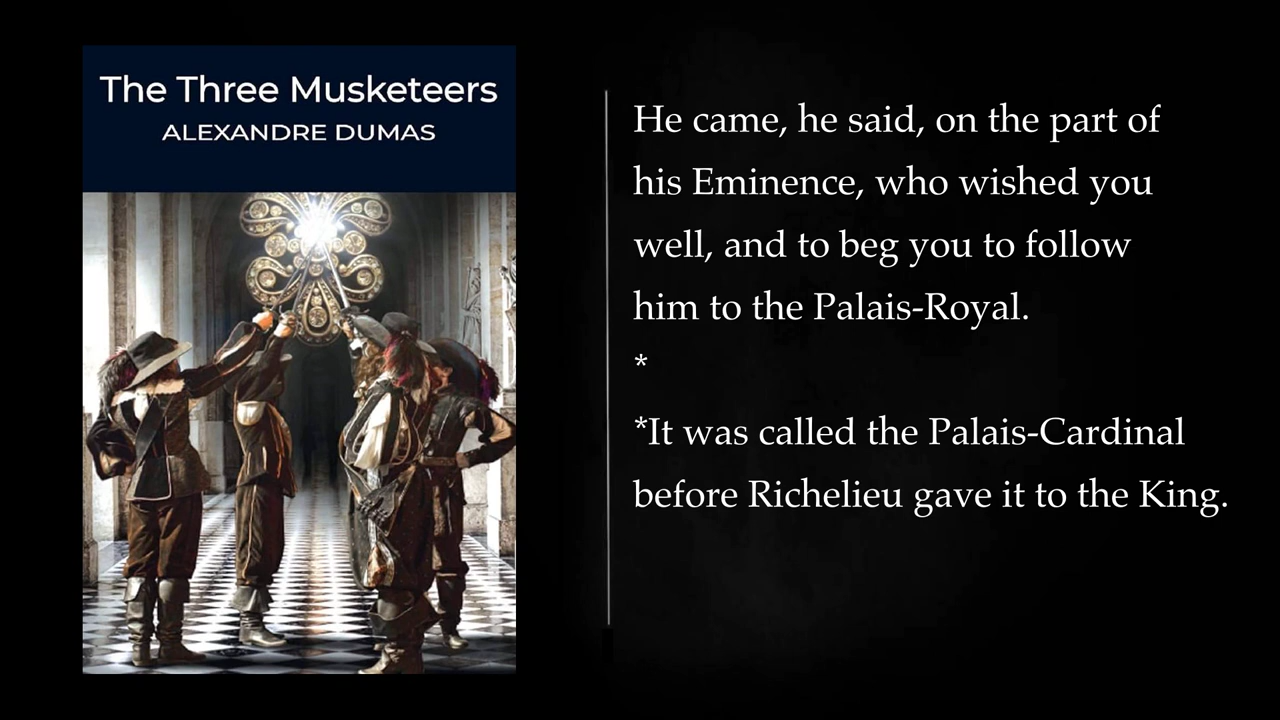 The Three Musketeers
ALEXANDRE DUMAS
He came, he said, on the part of
his Eminence, who wished you
well, and to beg you to follow
him to the Palais-Royal.
*
*It was called the Palais-Cardinal
before Richelieu gave it to the King.